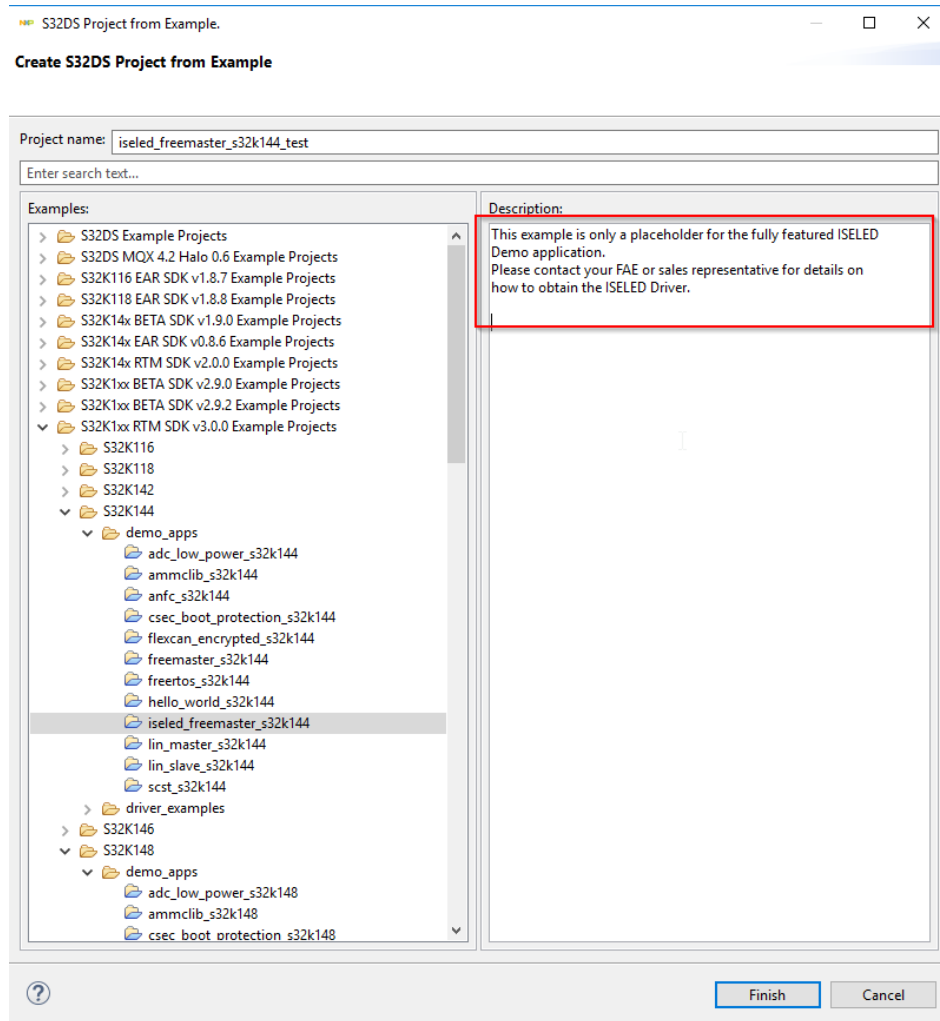 NXP S32DS Project from Example.
Create S32DS Project from Example
Project name: iseled_freemaster_s32k144_test
Enter search text...
Examples:
S32DS Example Projects
S32DS MQX 4.2 Halo 0.6 Example Projects
S32K116 EAR SDK v1.8.7 Example Projects
S32K118 EAR SDK v1.8.8 Example Projects
S32K14x BETA SDK v1.9.0 Example Projects
S32K14x EAR SDK v0.8.6 Example Projects
S32K14x RTM SDK v2.0.0 Example Projects
S32K1xx BETA SDK v2.9.0 Example Projects
S32K1xx BETA SDK v2.9.2 Example Projects
S32K1xx RTM SDK v3.0.0 Example Projects
S32K116
S32K118
S32K142
S32K144
demo_apps
adc_low_power_s32k144
ammclib_s32k144
anfc_s32k144
csec_boot_protection_s32k144
flexcan_encrypted_s32k144
freemaster_s32k144
freertos_s32k144
hello_world_s32k144
iseled_freemaster_s32k144
lin_master_s32k144
lin_slave_s32k144
scst_s32k144
driver_examples
S32K146
S32K148
demo_apps
adc_low_power_s32k148
ammclib_s32k148
csec_boot_protection_s32k148
Description:
This example is only a placeholder for the fully featured ISELED
Demo application.
Please contact your FAE or sales representative for details on
how to obtain the ISELED Driver.
?
Finish
Cancel